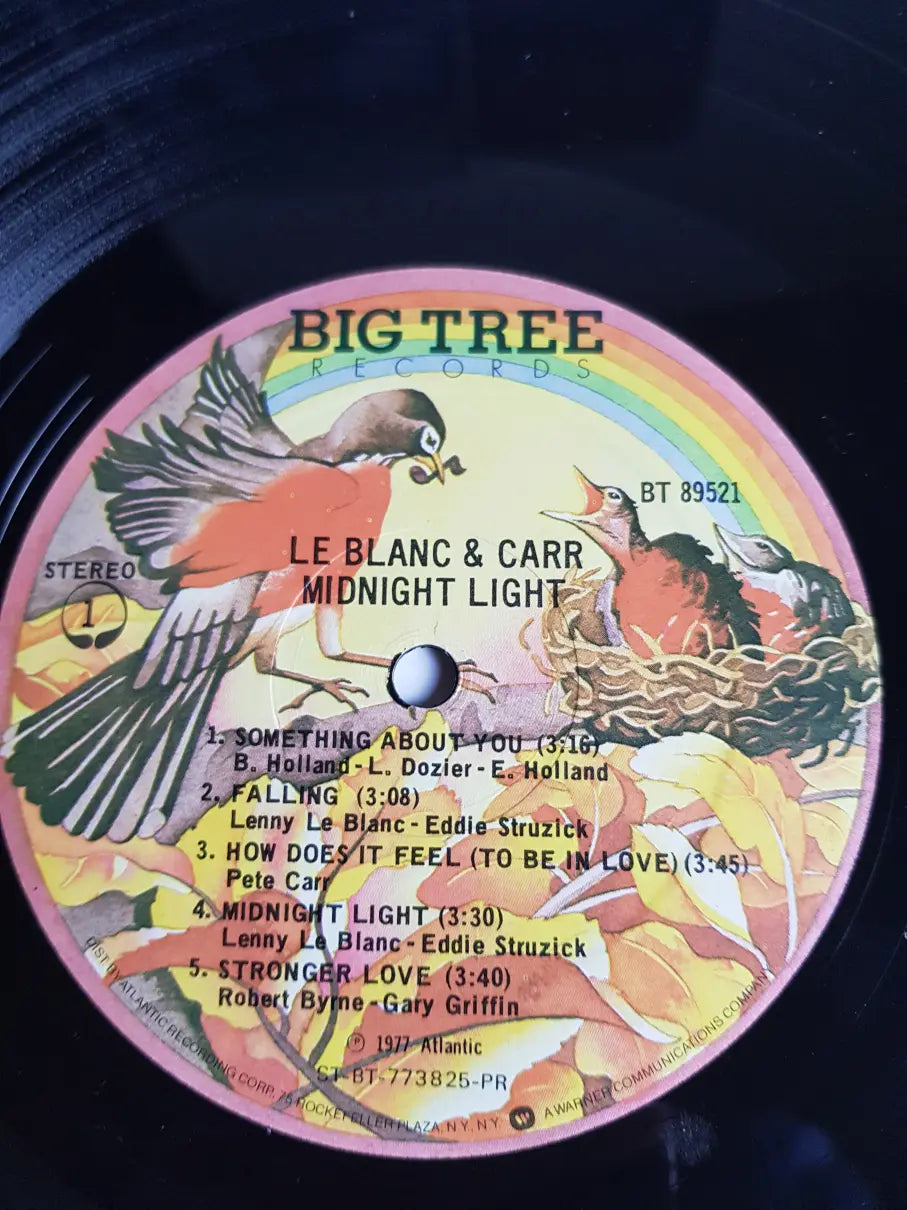 BIG TREE
RECORDS
BT 89521
LE BLANC & CARR
MIDNIGHT LIGHT
STEREO
1
1. SOMETHING ABOUT YOU (3:16)
B. Holland-L. Dozier-E. Holland
2. FALLING (3:08)
Lenny Le Blanc-Eddie Struzick
3. HOW DOES IT FEEL (TO BE IN LOVE) (3:45)
Pete Carr
4. MIDNIGHT LIGHT (3:30)
Lenny Le Blanc-Eddie Struzick
5. STRONGER LOVE (3:40)
Robert Byrne-Gary Griffin
℗ 1977 Atlantic
ST-BT-773825-PR
DIST. BY ATLANTIC RECORDING CORP., 75 ROCKEFELLER PLAZA, N.Y., N.Y. A WARNER COMMUNICATIONS COMPANY